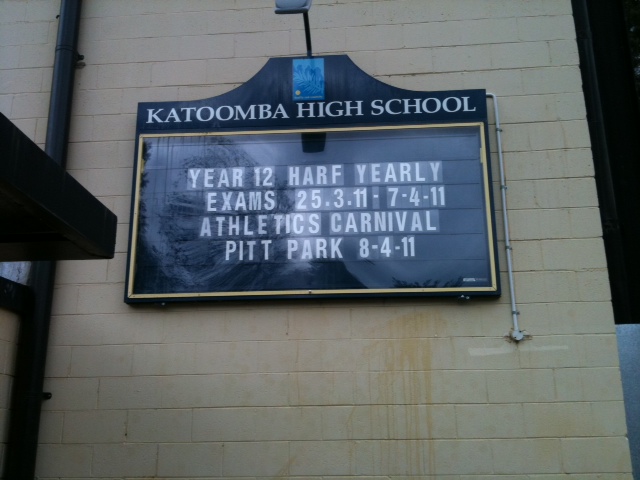 KATOOMBA HIGH SCHOOL
YEAR 12 HARF YEARLY
EXAMS 25.3.11 - 7-4-11
ATHLETICS CARNIVAL
PITT PARK 8-4-11